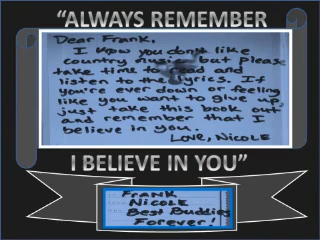 “ALWAYS REMEMBER
Dear Frank,
I know you don't like
country music but please
take time to read and
listen to the lyrics. If
you're ever down or feeling
like you want to give up
just take this book out
and remember that I
believe in you.
Love, Nicole
I BELIEVE IN YOU”
Frank
Nicole
Best Buddies
Forever!